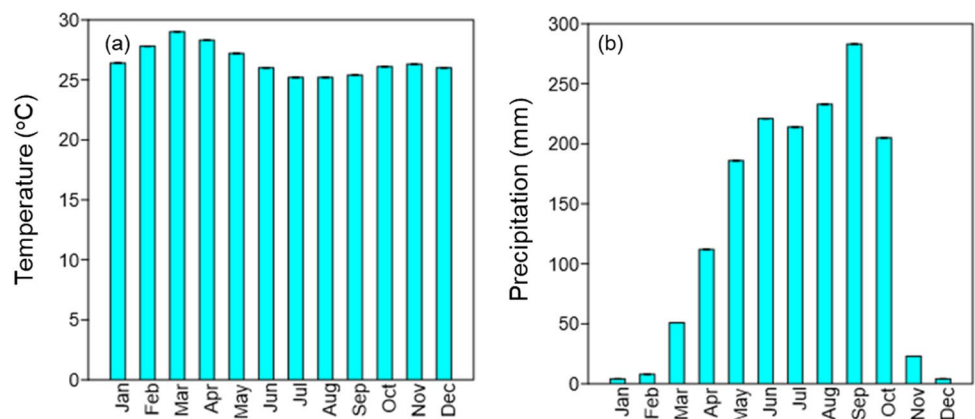 (a)
Temperature (°C)
30
25
20
15
10
5
0
Jan
Feb
Mar
Apr
May
Jun
Jul
Aug
Sep
Oct
Nov
Dec
(b)
Precipitation (mm)
300
250
200
150
100
50
0
Jan
Feb
Mar
Apr
May
Jun
Jul
Aug
Sep
Oct
Nov
Dec